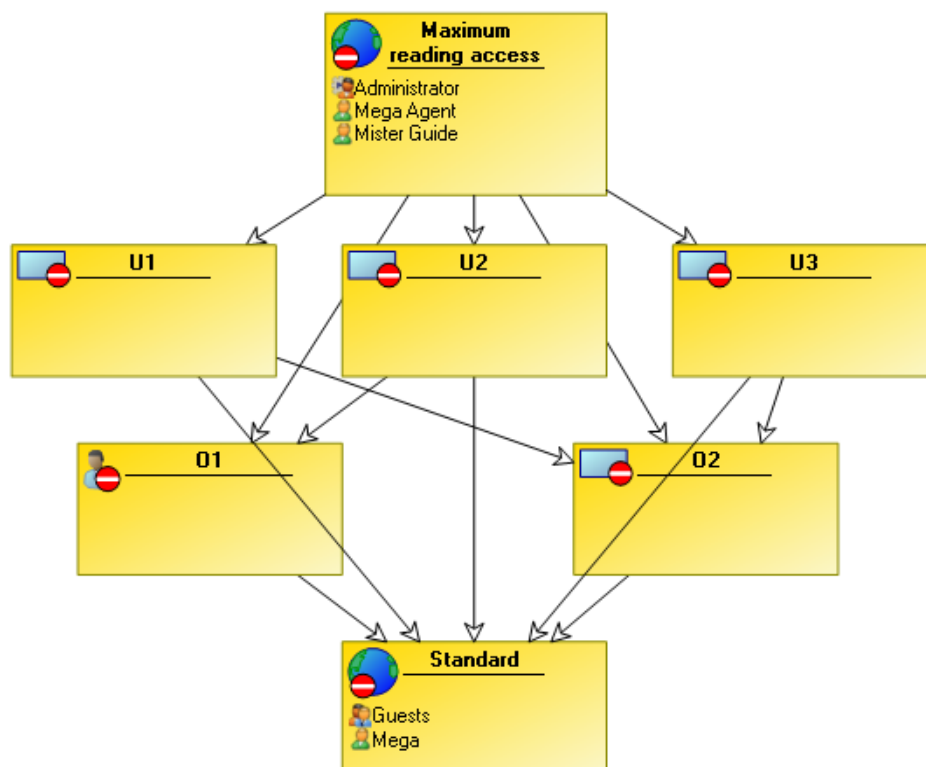 Maximum
reading access
Administrator
Mega Agent
Mister Guide
U1
U2
U3
O1
O2
Standard
Guests
Mega